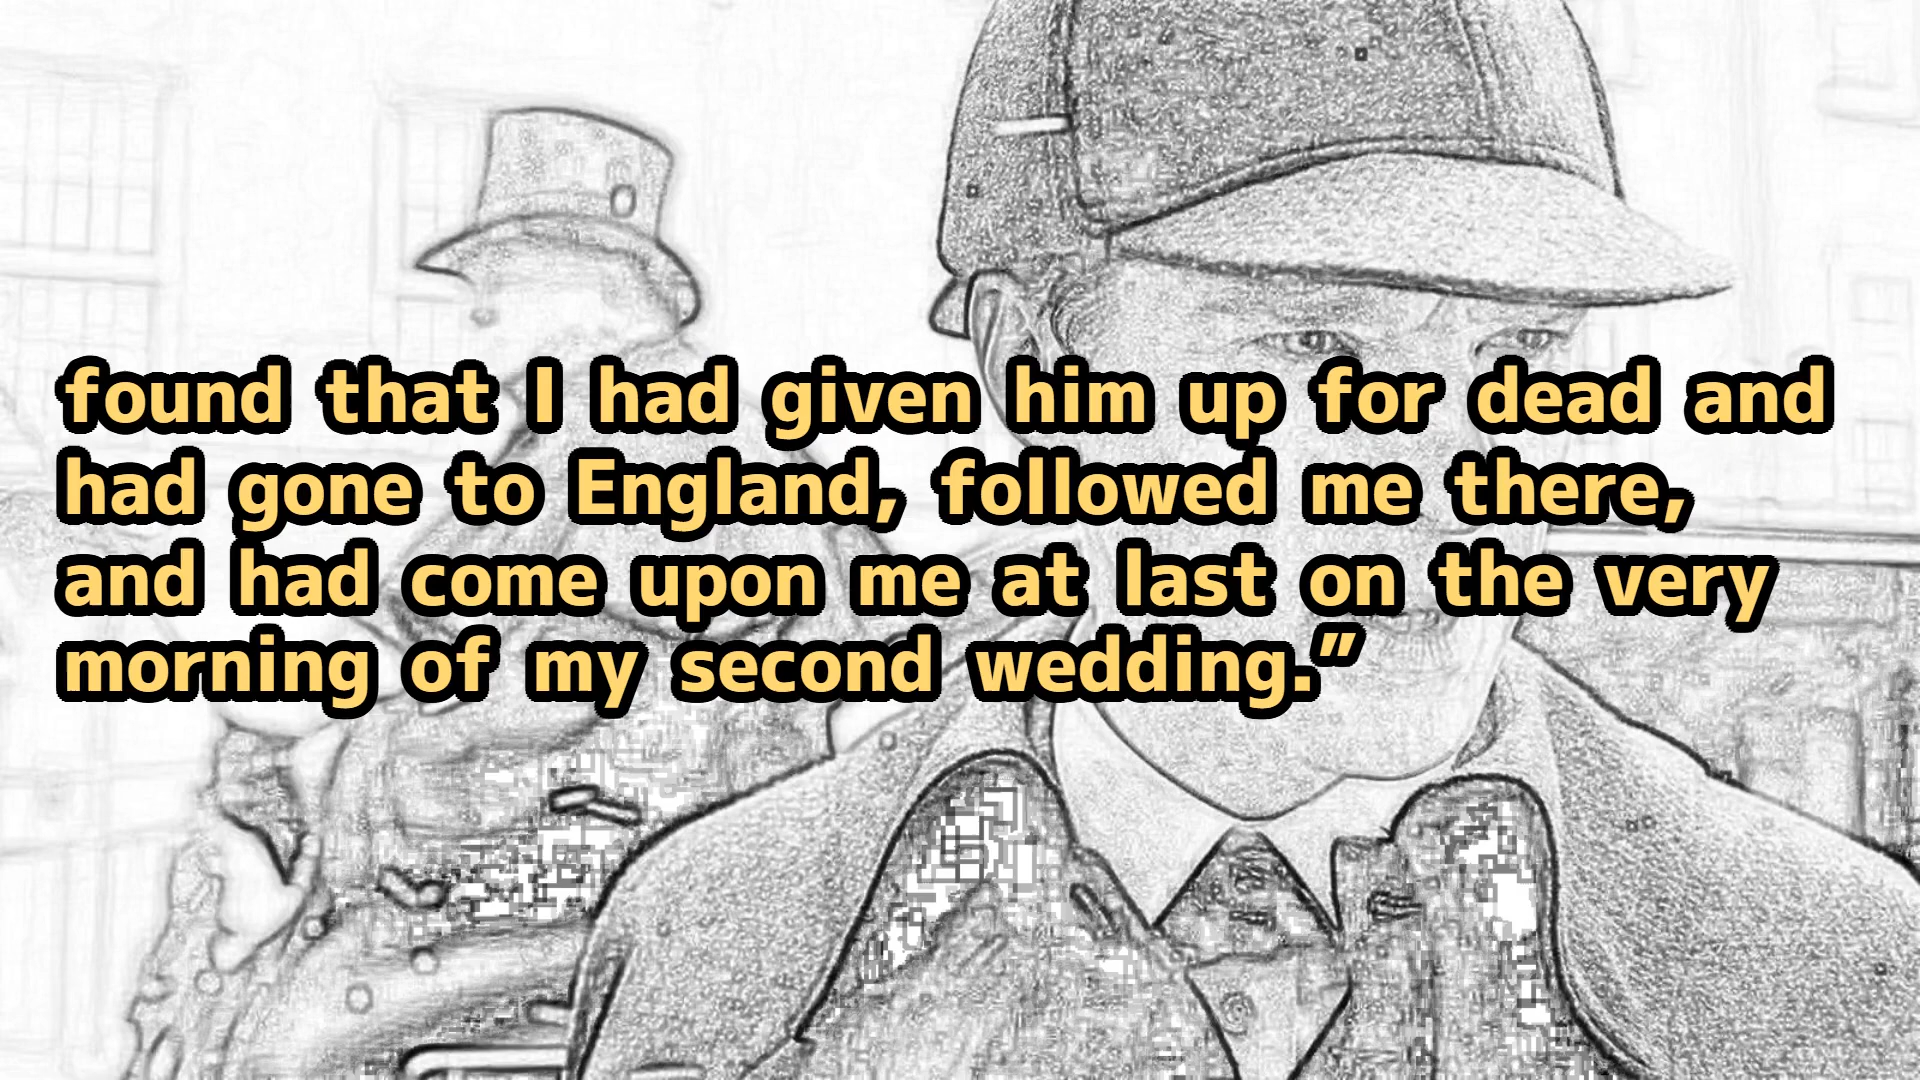 found that I had given him up for dead and
had gone to England, followed me there,
and had come upon me at last on the very
morning of my second wedding.”